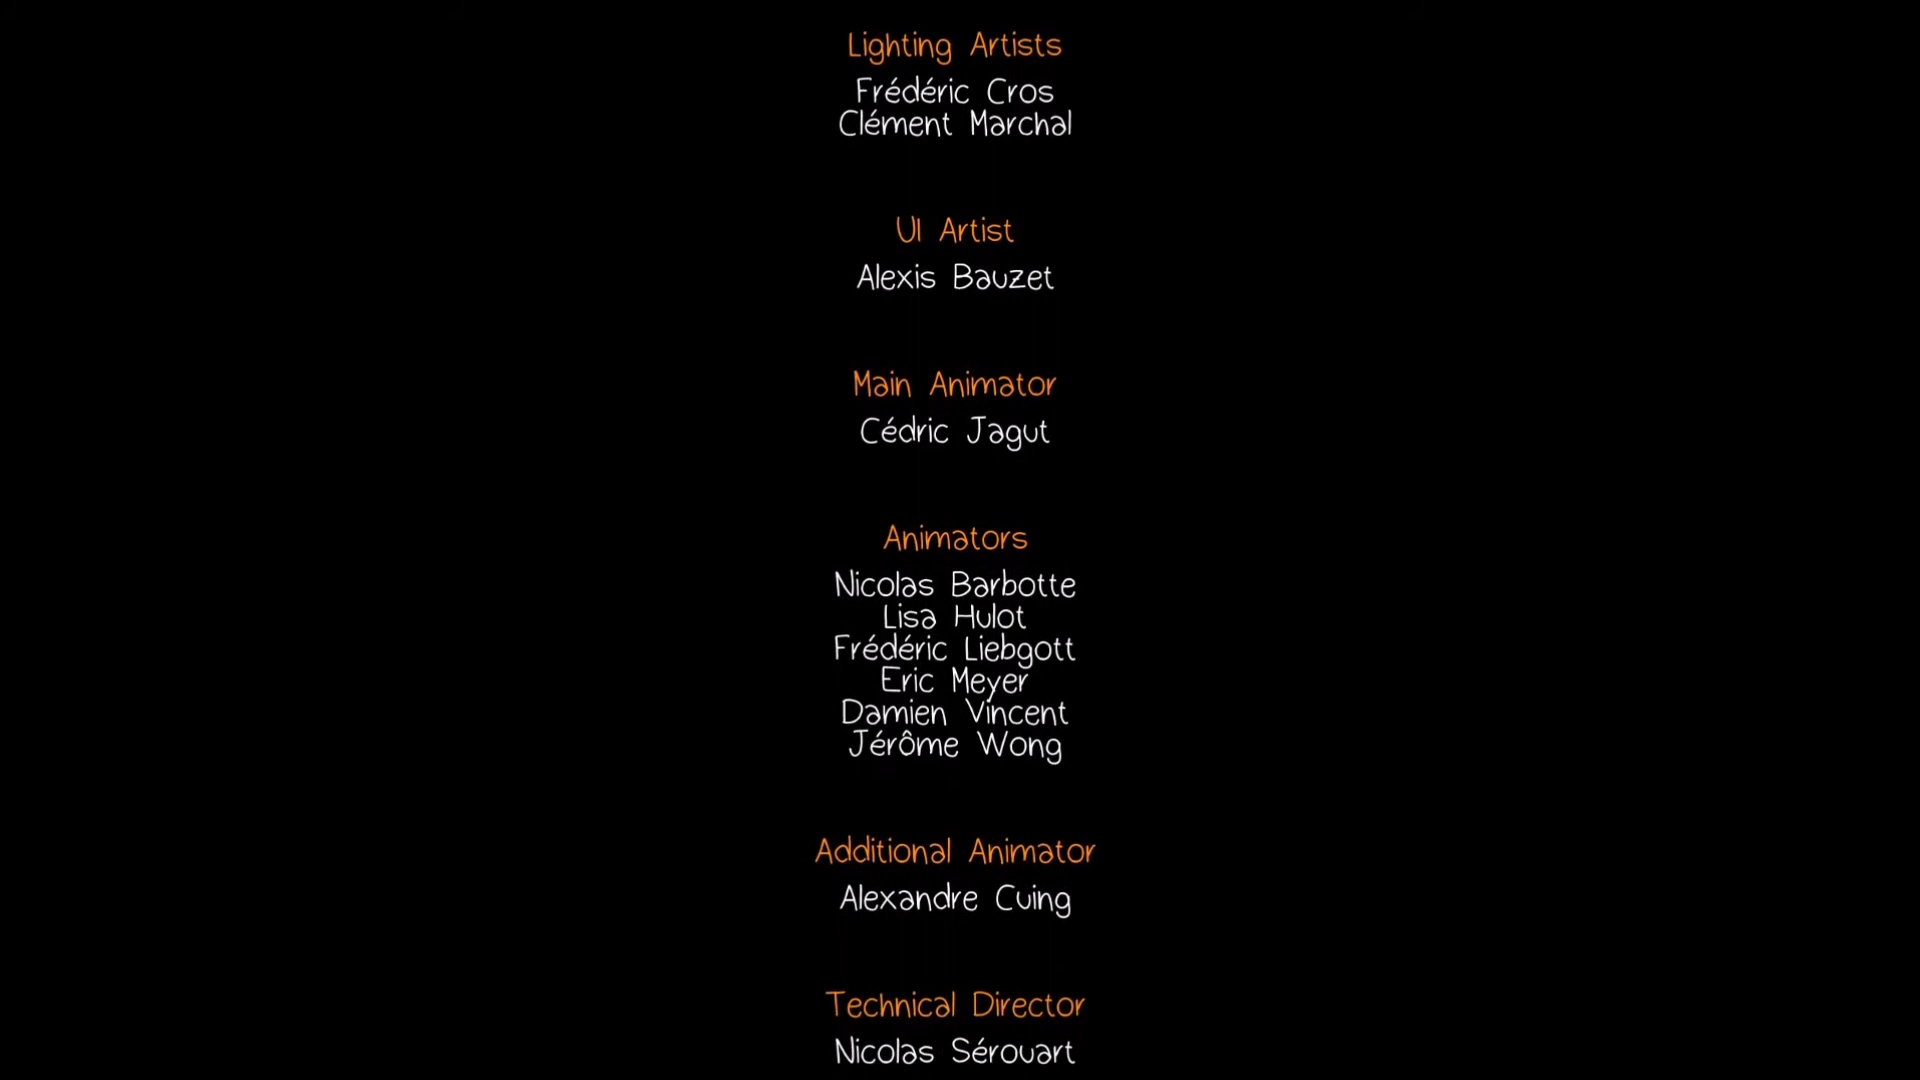 Lighting Artists
Frédéric Cros
Clément Marchal
UI Artist
Alexis Bauzet
Main Animator
Cédric Jagut
Animators
Nicolas Barbotte
Lisa Hulot
Frédéric Liebgott
Eric Meyer
Damien Vincent
Jérôme Wong
Additional Animator
Alexandre Cuing
Technical Director
Nicolas Sérouart